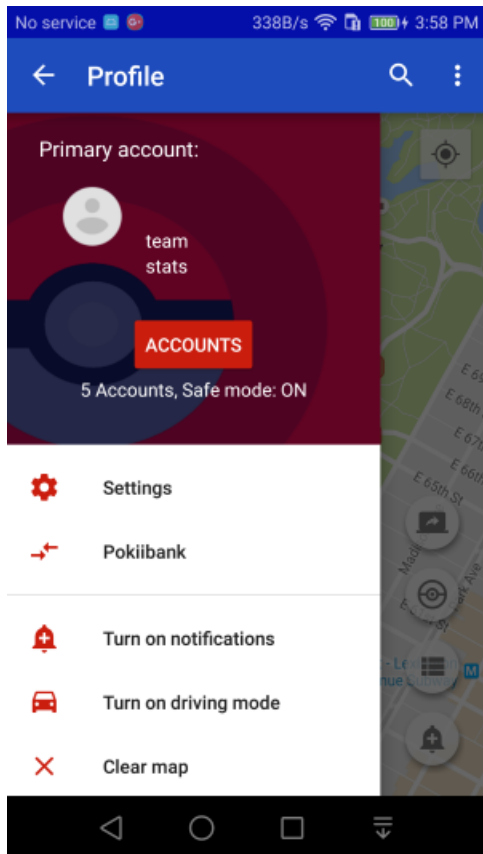 No service 338B/s 100 3:58 PM
Profile
Primary account:
team
stats
ACCOUNTS
5 Accounts, Safe mode: ON
Settings
Pokiibank
Turn on notifications
Turn on driving mode
Clear map
E 68th
E 66th
E 65th St
M